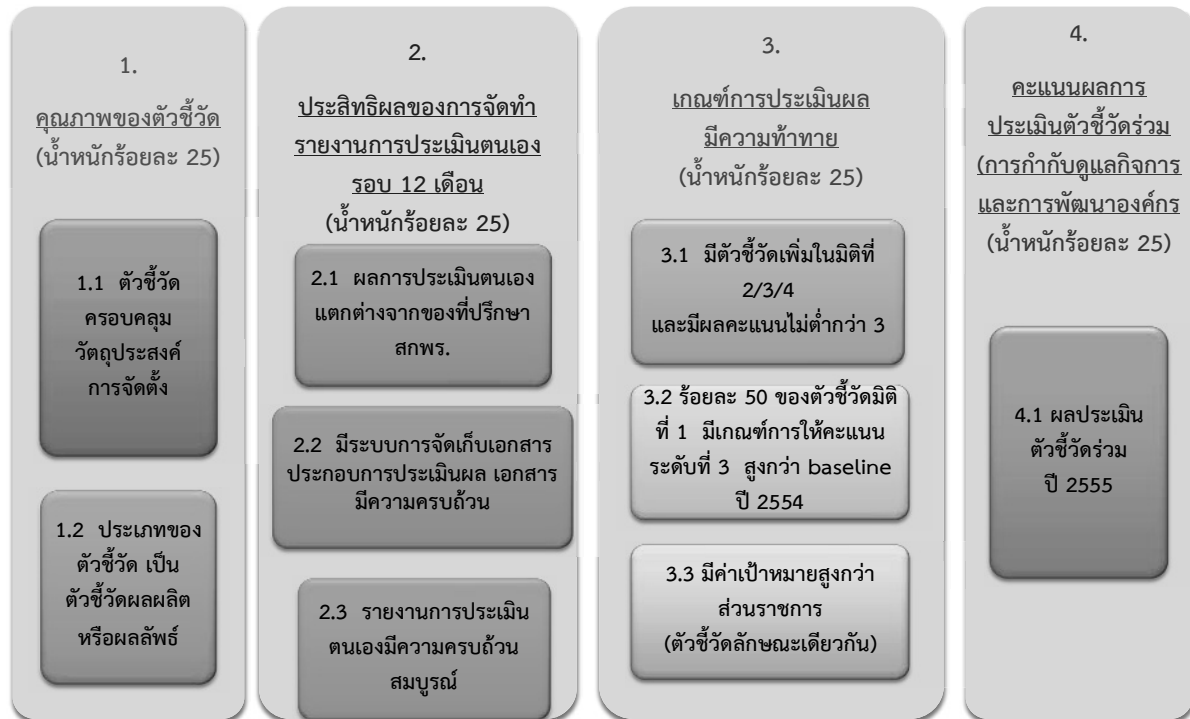 1.
คุณภาพของตัวชี้วัด
(น้ำหนักร้อยละ 25)
1.1 ตัวชี้วัด
ครอบคลุม
วัตถุประสงค์
การจัดตั้ง
1.2 ประเภทของ
ตัวชี้วัด เป็น
ตัวชี้วัดผลผลิต
หรือผลลัพธ์
2.
ประสิทธิผลของการจัดทำ
รายงานการประเมินตนเอง
รอบ 12 เดือน
(น้ำหนักร้อยละ 25)
2.1 ผลการประเมินตนเอง
แตกต่างจากของที่ปรึกษา
สกพร.
2.2 มีระบบการจัดเก็บเอกสาร
ประกอบการประเมินผล เอกสาร
มีความครบถ้วน
2.3 รายงานการประเมิน
ตนเองมีความครบถ้วน
สมบูรณ์
3.
เกณฑ์การประเมินผล
มีความท้าทาย
(น้ำหนักร้อยละ 25)
3.1 มีตัวชี้วัดเพิ่มในมิติที่
2/3/4
และมีผลคะแนนไม่ต่ำกว่า 3
3.2 ร้อยละ 50 ของตัวชี้วัดมิติ
ที่ 1 มีเกณฑ์การให้คะแนน
ระดับที่ 3 สูงกว่า baseline
ปี 2554
3.3 มีค่าเป้าหมายสูงกว่า
ส่วนราชการ
(ตัวชี้วัดลักษณะเดียวกัน)
4.
คะแนนผลการ
ประเมินตัวชี้วัดร่วม
(การกำกับดูแลกิจการ
และการพัฒนาองค์กร
(น้ำหนักร้อยละ 25)
4.1 ผลประเมิน
ตัวชี้วัดร่วม
ปี 2555